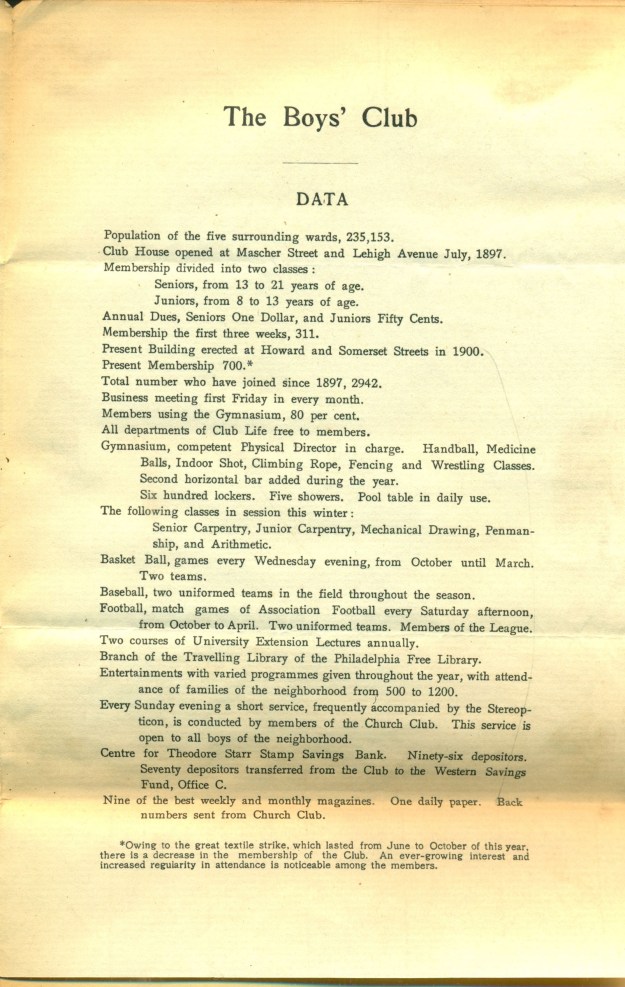 The Boys' Club
DATA
Population of the five surrounding wards, 235,153.
Club House opened at Mascher Street and Lehigh Avenue July, 1897.
Membership divided into two classes :
Seniors, from 13 to 21 years of age.
Juniors, from 8 to 13 years of age.
Annual Dues, Seniors One Dollar, and Juniors Fifty Cents.
Membership the first three weeks, 311.
Present Building erected at Howard and Somerset Streets in 1900.
Present Membership 700.*
Total number who have joined since 1897, 2942.
Business meeting first Friday in every month.
Members using the Gymnasium, 80 per cent.
All departments of Club Life free to members.
Gymnasium, competent Physical Director in charge. Handball, Medicine
Balls, Indoor Shot, Climbing Rope, Fencing and Wrestling Classes.
Second horizontal bar added during the year.
Six hundred lockers. Five showers. Pool table in daily use.
The following classes in session this winter :
Senior Carpentry, Junior Carpentry, Mechanical Drawing, Penman-
ship, and Arithmetic.
Basket Ball, games every Wednesday evening, from October until March.
Two teams.
Baseball, two uniformed teams in the field throughout the season.
Football, match games of Association Football every Saturday afternoon,
from October to April. Two uniformed teams. Members of the League.
Two courses of University Extension Lectures annually.
Branch of the Travelling Library of the Philadelphia Free Library.
Entertainments with varied programmes given throughout the year, with attend-
ance of families of the neighborhood from 500 to 1200.
Every Sunday evening a short service, frequently accompanied by the Stereop-
ticon, is conducted by members of the Church Club. This service is
open to all boys of the neighborhood.
Centre for Theodore Starr Stamp Savings Bank. Ninety-six depositors.
Seventy depositors transferred from the Club to the Western Savings
Fund, Office C.
Nine of the best weekly and monthly magazines. One daily paper. Back
numbers sent from Church Club.
*Owing to the great textile strike, which lasted from June to October of this year,
there is a decrease in the membership of the Club. An ever-growing interest and
increased regularity in attendance is noticeable among the members.